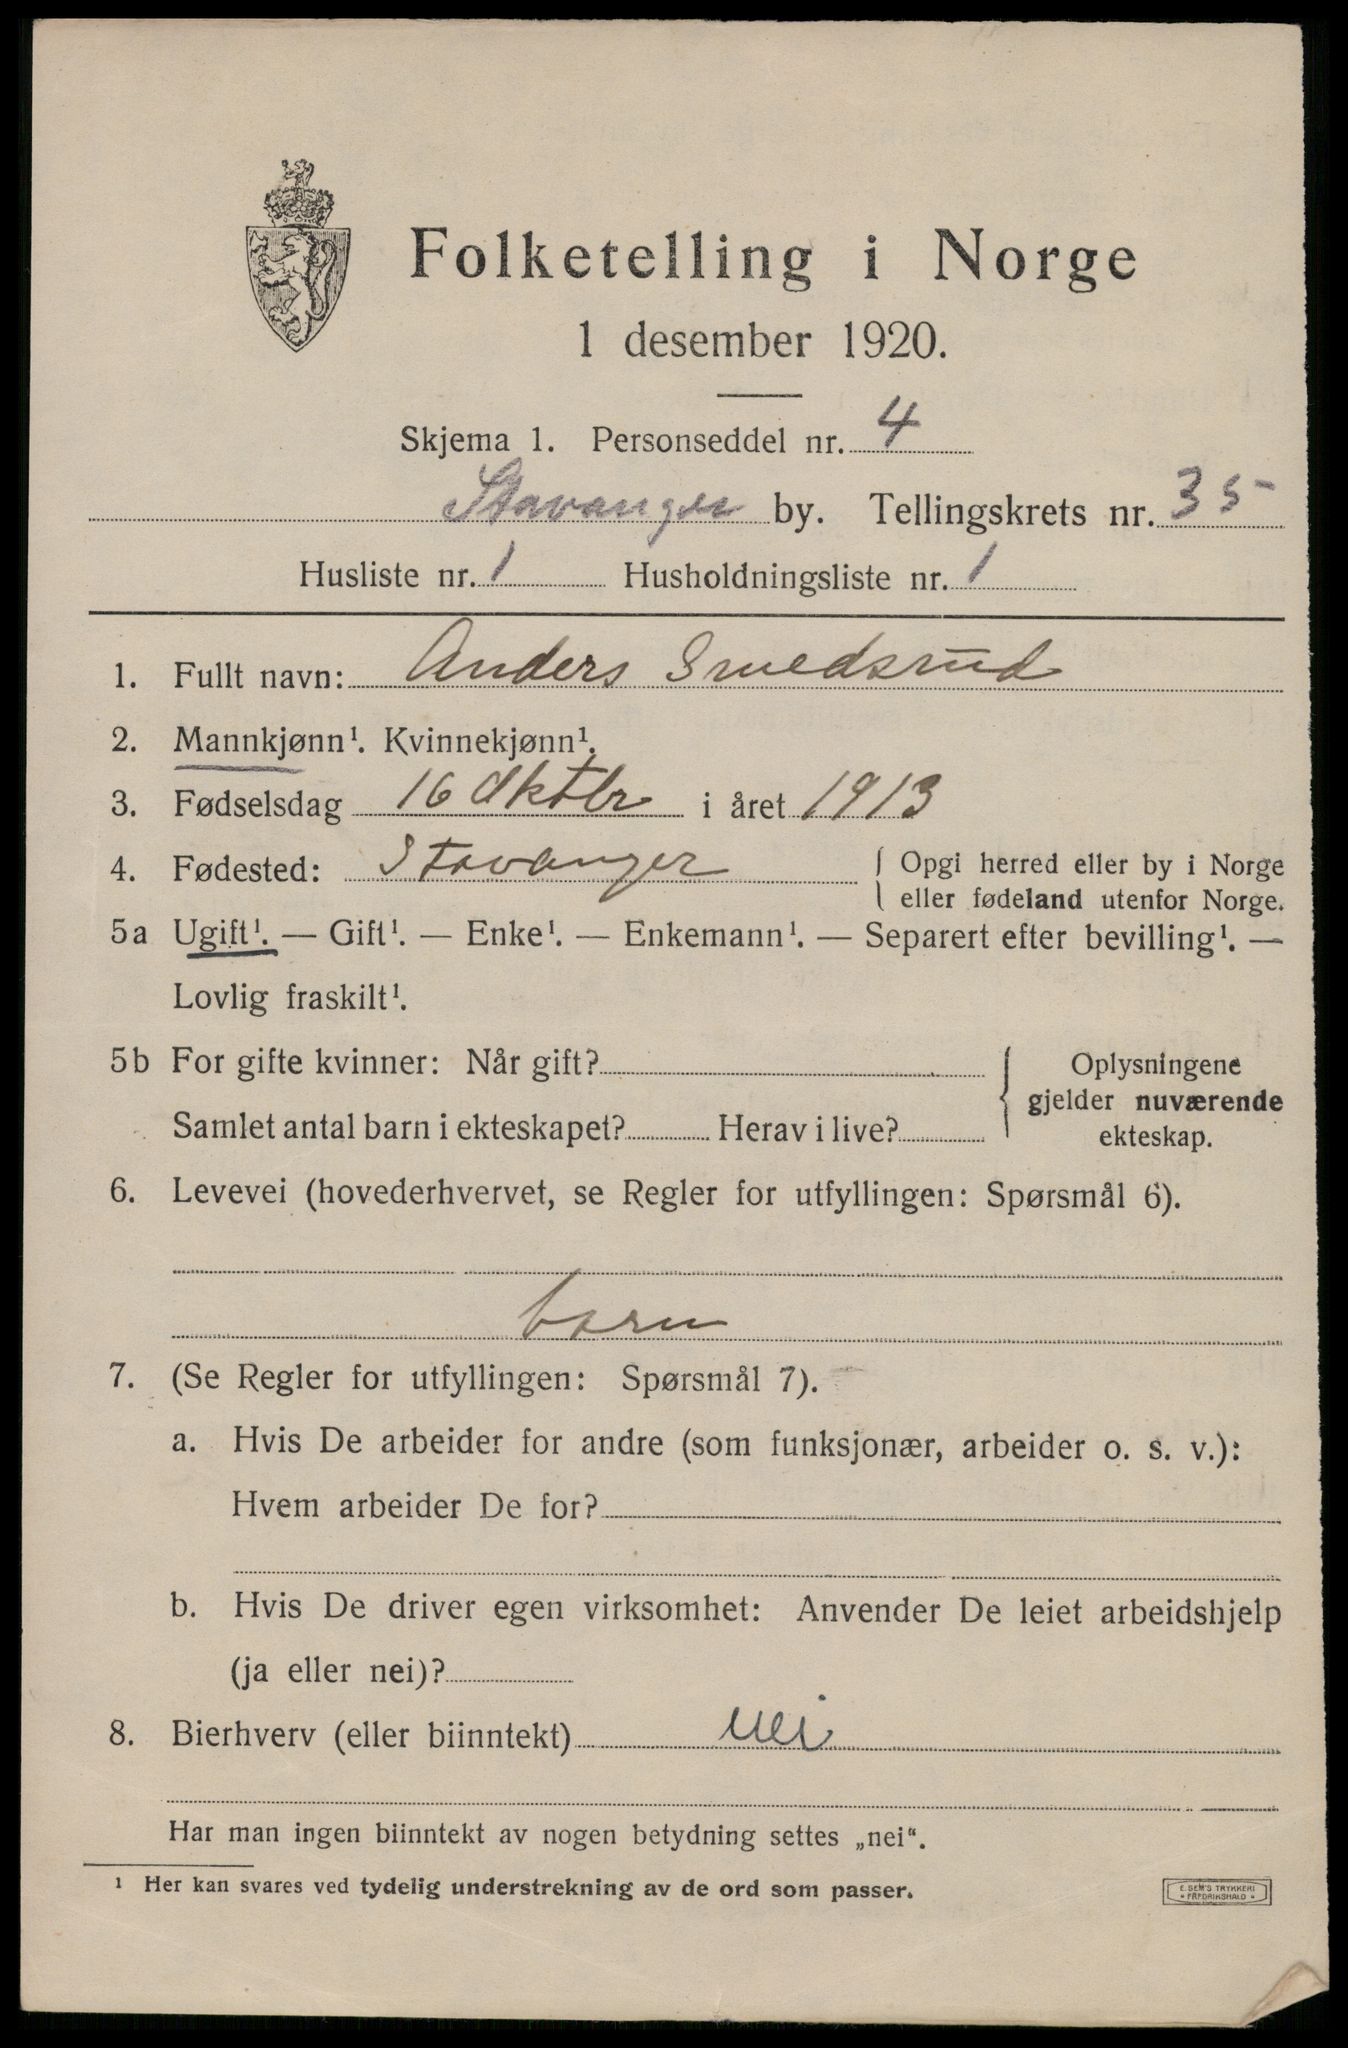 Folketelling i Norge
1 desember 1920.
Skjema 1. Personseddel nr. 4
Stavanger by. Tellingskrets nr. 35
Husliste nr. 1 Husholdningsliste nr. 1
1. Fullt navn: Anders Smedsrud
2. Mannkjønn¹. Kvinnekjønn¹.
3. Fødselsdag 16 Oktbr i året 1913
4. Fødested: Stavanger { Opgi herred eller by i Norge
eller fødeland utenfor Norge.
5a Ugift¹. — Gift¹. — Enke¹. — Enkemann¹. — Separert efter bevilling¹. —
Lovlig fraskilt¹.
5b For gifte kvinner: Når gift? { Oplysningene
gjelder nuværende
Samlet antal barn i ekteskapet? Herav i live? ekteskap.
6. Levevei (hovederhvervet, se Regler for utfyllingen: Spørsmål 6).
barn
7. (Se Regler for utfyllingen: Spørsmål 7).
a. Hvis De arbeider for andre (som funksjonær, arbeider o. s. v.):
Hvem arbeider De for?
b. Hvis De driver egen virksomhet: Anvender De leiet arbeidshjelp
(ja eller nei)?
8. Bierhverv (eller biinntekt) nei
Har man ingen biinntekt av nogen betydning settes „nei".
¹ Her kan svares ved tydelig understrekning av de ord som passer.
E. SEM'S TRYKKERI
• FREDRIKSHALD •